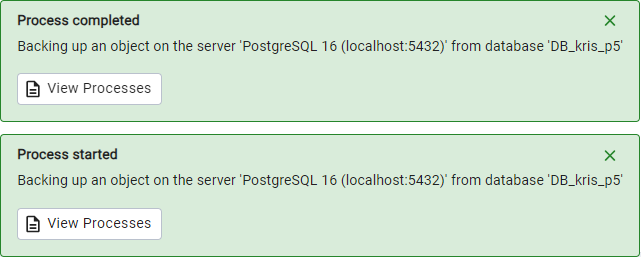 Process completed
Backing up an object on the server 'PostgreSQL 16 (localhost:5432)' from database 'DB_kris_p5'
View Processes
Process started
Backing up an object on the server 'PostgreSQL 16 (localhost:5432)' from database 'DB_kris_p5'
View Processes